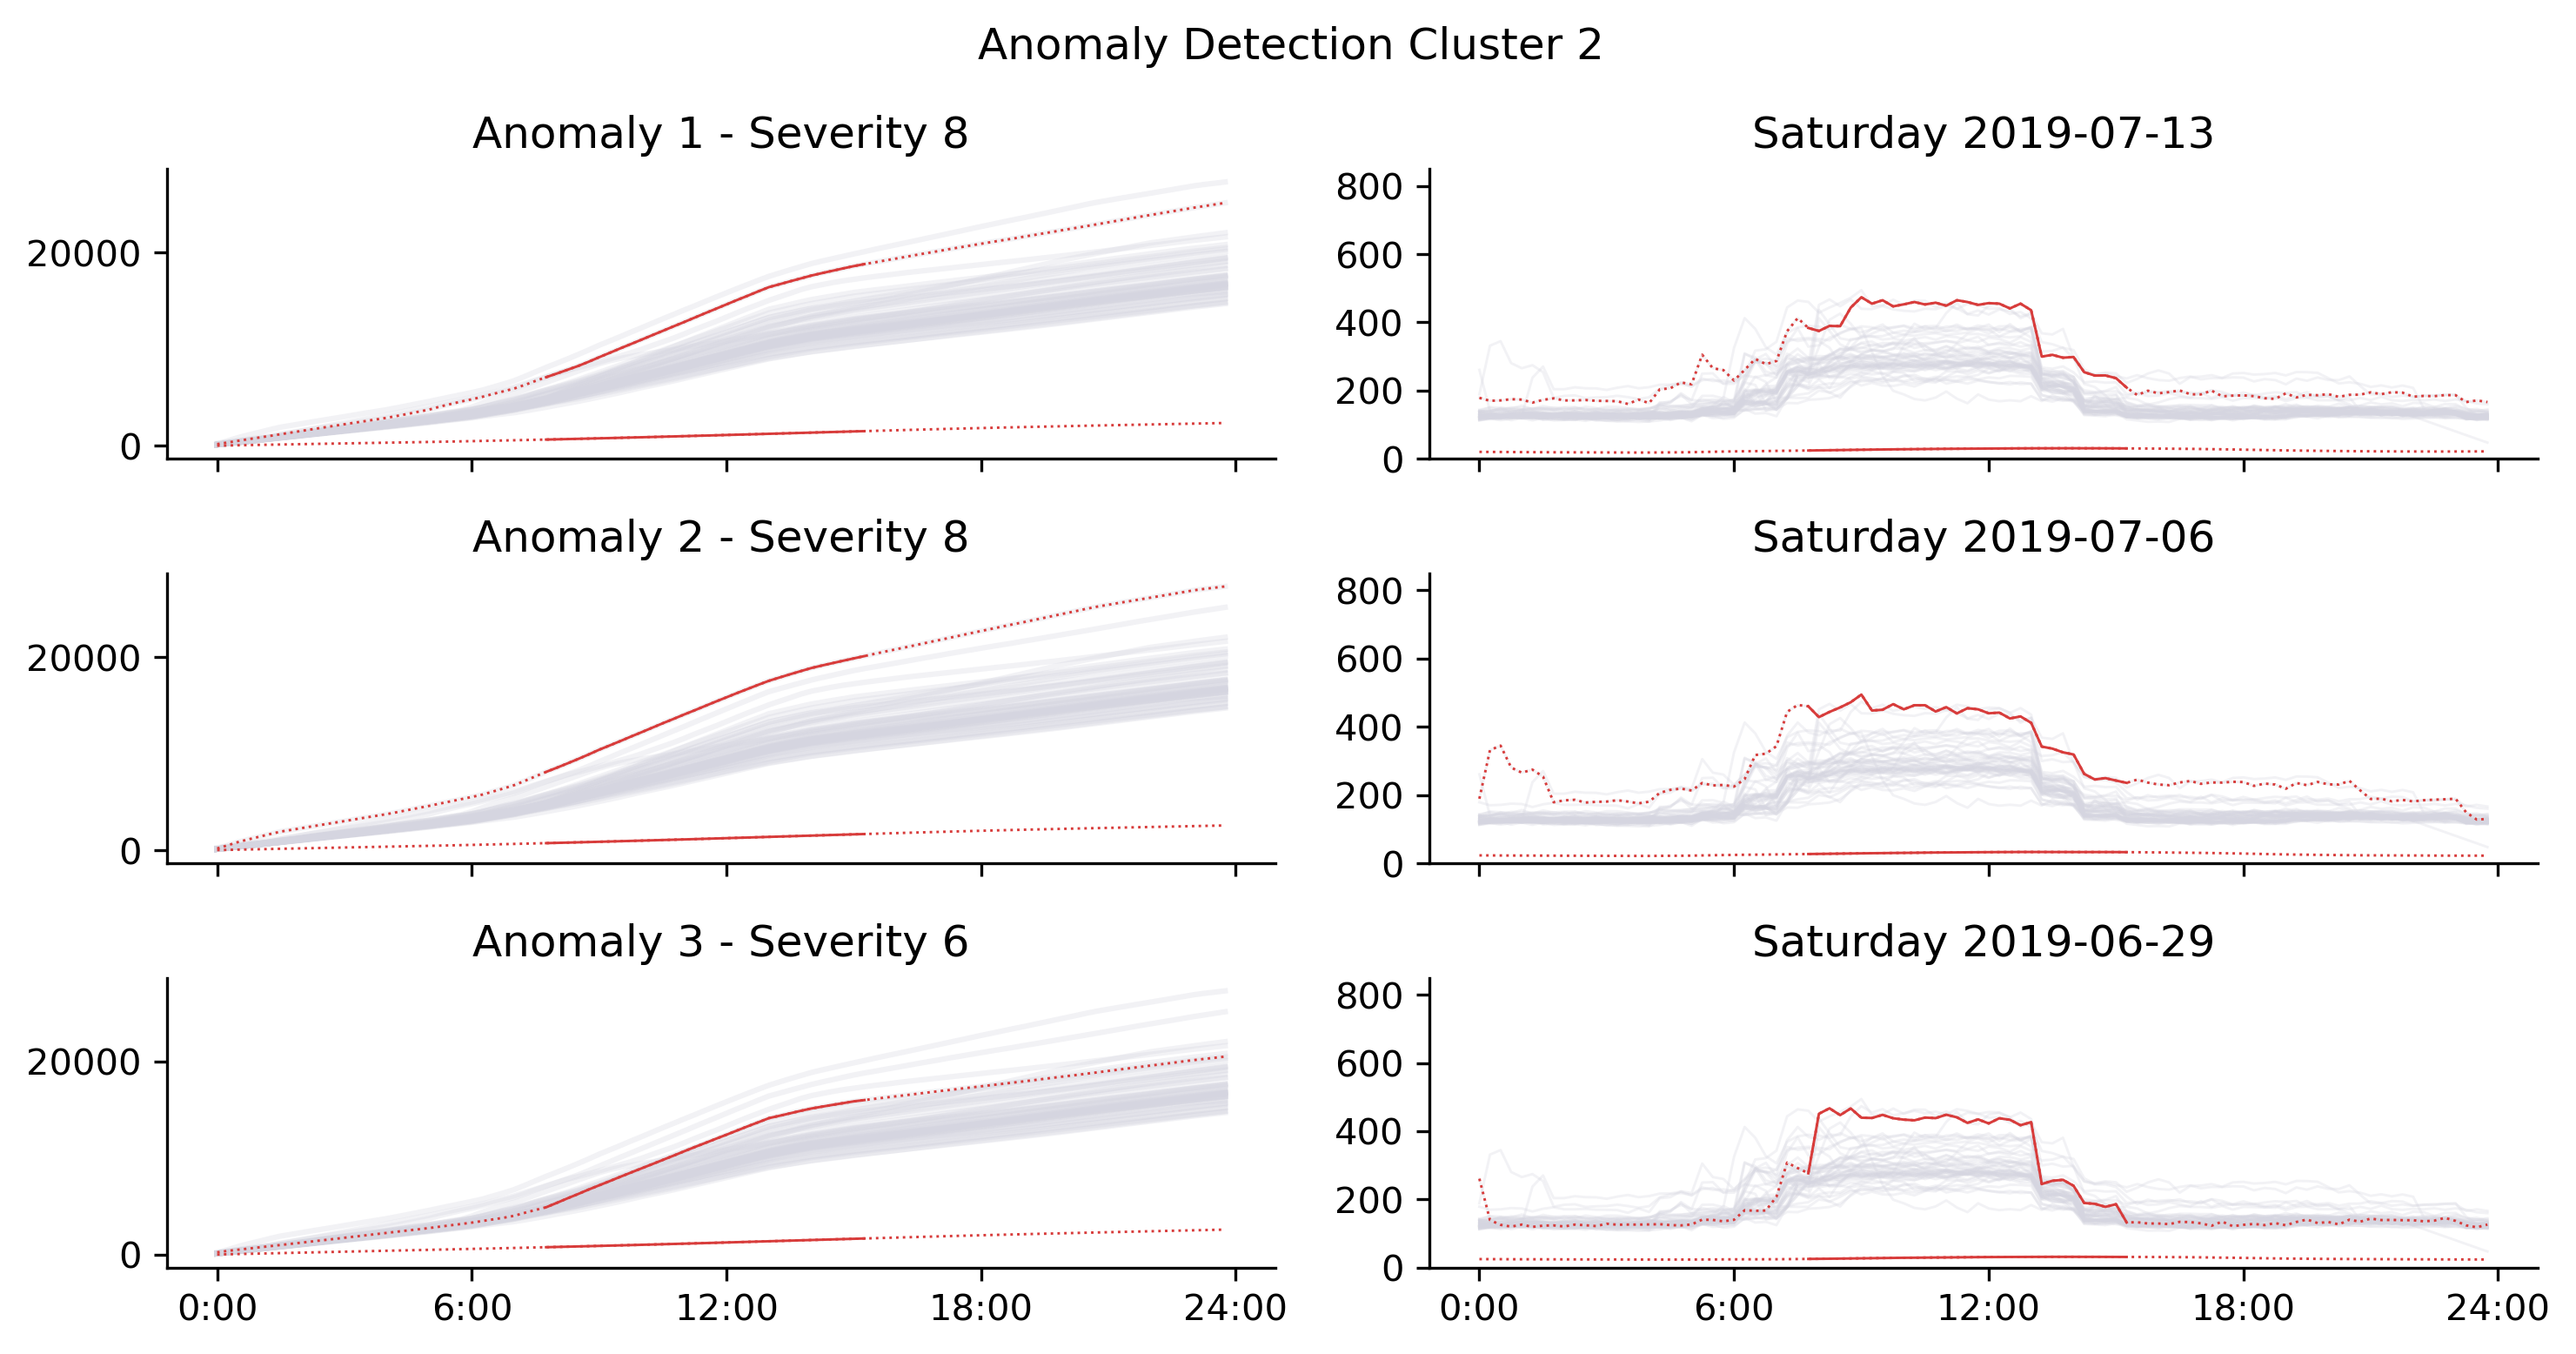 Anomaly Detection Cluster 2
Anomaly 1 - Severity 8
Saturday 2019-07-13
20000
0
800
600
400
200
0
Anomaly 2 - Severity 8
Saturday 2019-07-06
20000
0
800
600
400
200
0
Anomaly 3 - Severity 6
Saturday 2019-06-29
20000
0
800
600
400
200
0
0:00 6:00 12:00 18:00 24:00
0:00 6:00 12:00 18:00 24:00